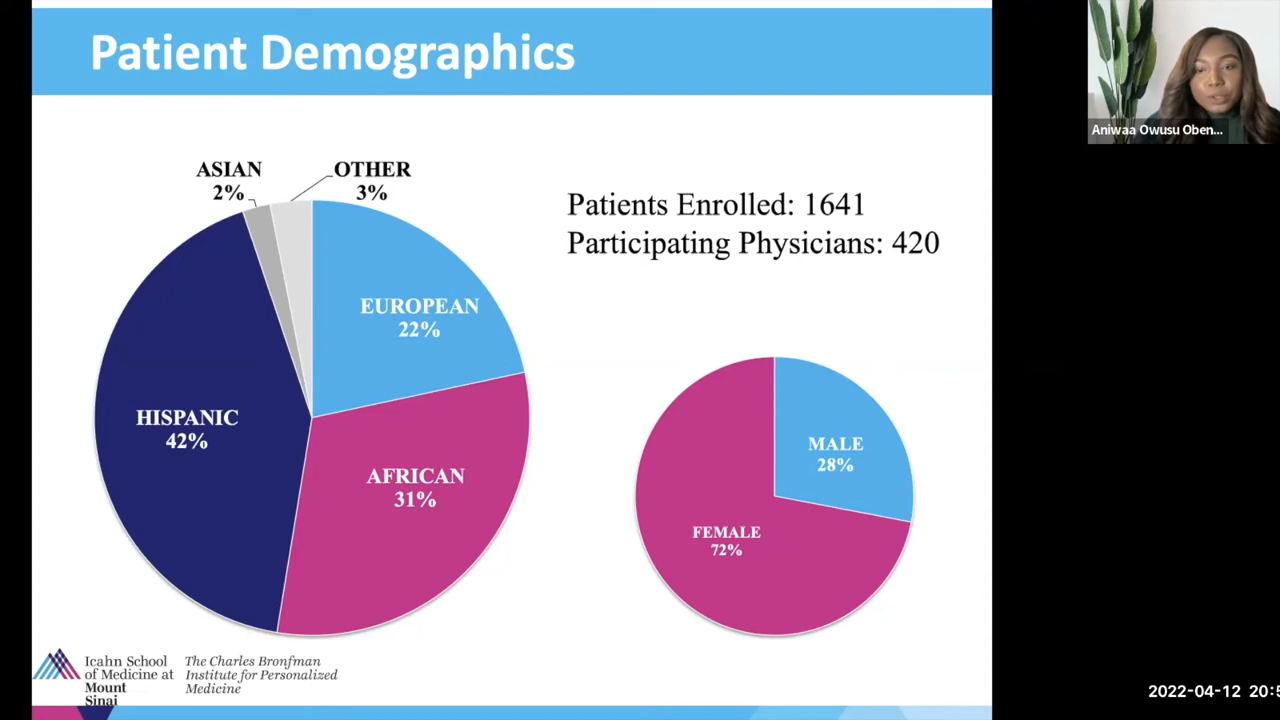 Patient Demographics
Aniwaa Owusu Oben...
ASIAN
2%
OTHER
3%
Patients Enrolled: 1641
Participating Physicians: 420
EUROPEAN
22%
HISPANIC
42%
AFRICAN
31%
MALE
28%
FEMALE
72%
Icahn School
of Medicine at
Mount
Sinai
The Charles Bronfman
Institute for Personalized
Medicine
2022-04-12 20:5